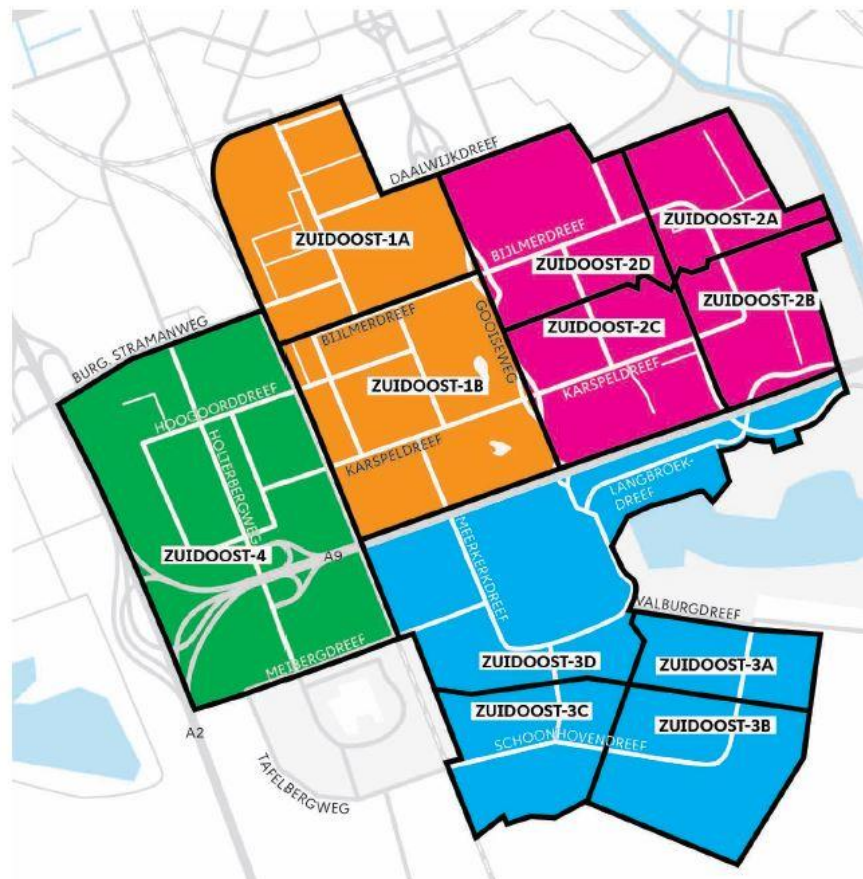 DAALWIJKDREEF
ZUIDOOST-2A
ZUIDOOST-1A
BIJLMERDREEF
ZUIDOOST-2D
ZUIDOOST-2B
BURG. STRAMANWEG
BIJLMERDREEF
GOOISEWEG
ZUIDOOST-2C
HOOGOORDDREEF
ZUIDOOST-1B
KARSPELDREEF
HOLTERBERGWEG
KARSPELDREEF
LANGBROEK-
DREEF
ZUIDOOST-4
A9
MEERKERKDREEF
VALBURGDREEF
MEIBERGDREEF
ZUIDOOST-3D
ZUIDOOST-3A
ZUIDOOST-3C
ZUIDOOST-3B
A2
SCHOONHOVENDREEF
TAFELBERGWEG